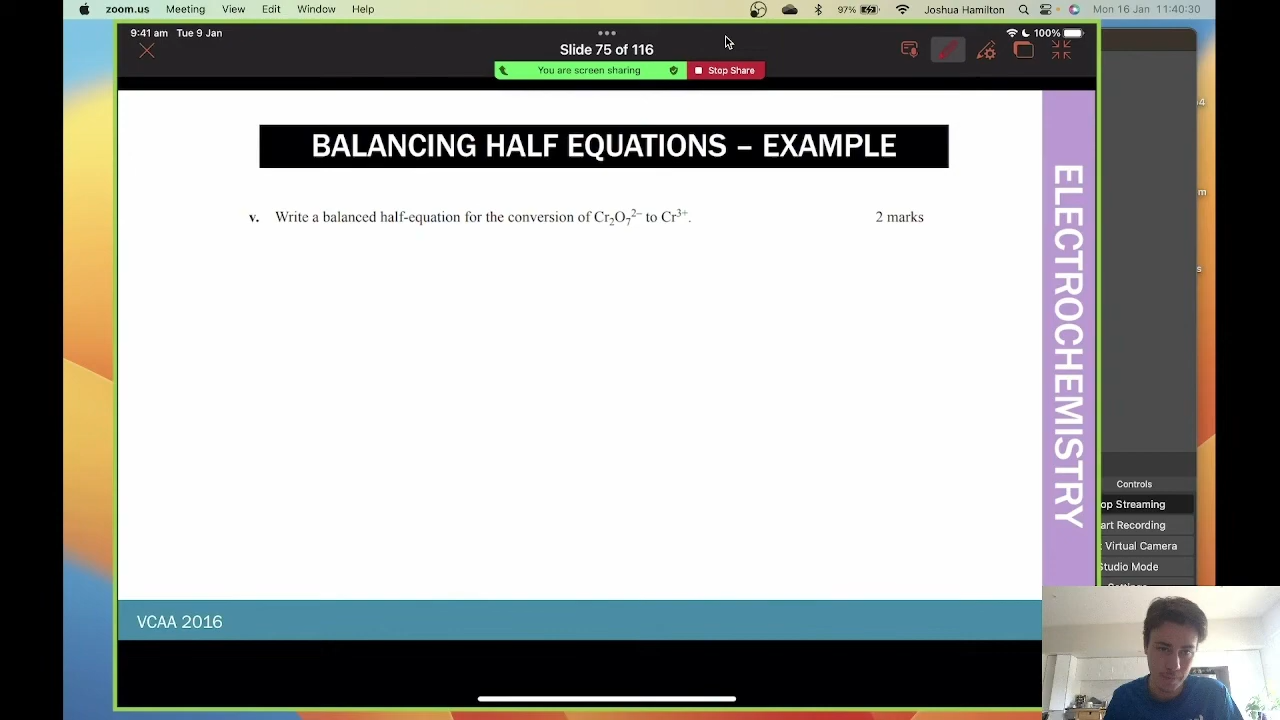 zoom.us Meeting View Edit Window Help 97% Joshua Hamilton Mon 16 Jan 11:40:30
9:41 am Tue 9 Jan 100%
Slide 75 of 116
You are screen sharing Stop Share
BALANCING HALF EQUATIONS – EXAMPLE
v. Write a balanced half-equation for the conversion of Cr₂O₇²⁻ to Cr³⁺. 2 marks
ELECTROCHEMISTRY
Controls
op Streaming
art Recording
Virtual Camera
Studio Mode
VCAA 2016